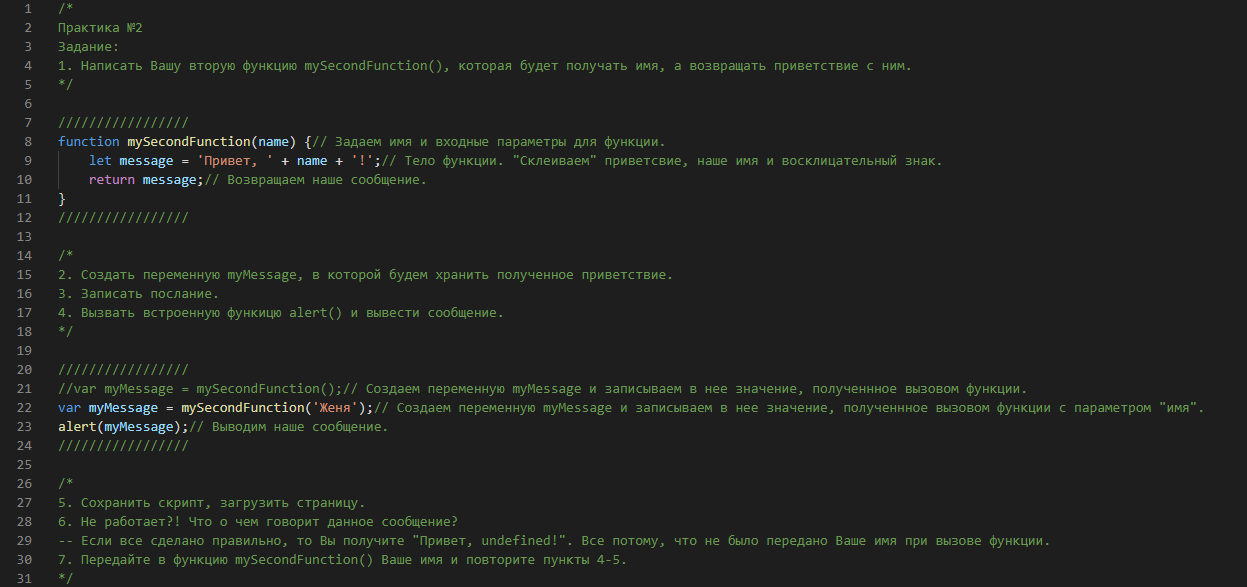 1 /*
2 Практика №2
3 Задание:
4 1. Написать Вашу вторую функцию mySecondFunction(), которая будет получать имя, а возвращать приветствие с ним.
5 */
6
7 /////////////////
8 function mySecondFunction(name) {// Задаем имя и входные параметры для функции.
9 let message = 'Привет, ' + name + '!';// Тело функции. "Склеиваем" приветсвие, наше имя и восклицательный знак.
10 return message;// Возвращаем наше сообщение.
11 }
12 /////////////////
13
14 /*
15 2. Создать переменную myMessage, в которой будем хранить полученное приветствие.
16 3. Записать послание.
17 4. Вызвать встроенную функицю alert() и вывести сообщение.
18 */
19
20 /////////////////
21 //var myMessage = mySecondFunction();// Создаем переменную myMessage и записываем в нее значение, полученнное вызовом функции.
22 var myMessage = mySecondFunction('Женя');// Создаем переменную myMessage и записываем в нее значение, полученнное вызовом функции с параметром "имя".
23 alert(myMessage);// Выводим наше сообщение.
24 /////////////////
25
26 /*
27 5. Сохранить скрипт, загрузить страницу.
28 6. Не работает?! Что о чем говорит данное сообщение?
29 -- Если все сделано правильно, то Вы получите "Привет, undefined!". Все потому, что не было передано Ваше имя при вызове функции.
30 7. Передайте в функцию mySecondFunction() Ваше имя и повторите пункты 4-5.
31 */